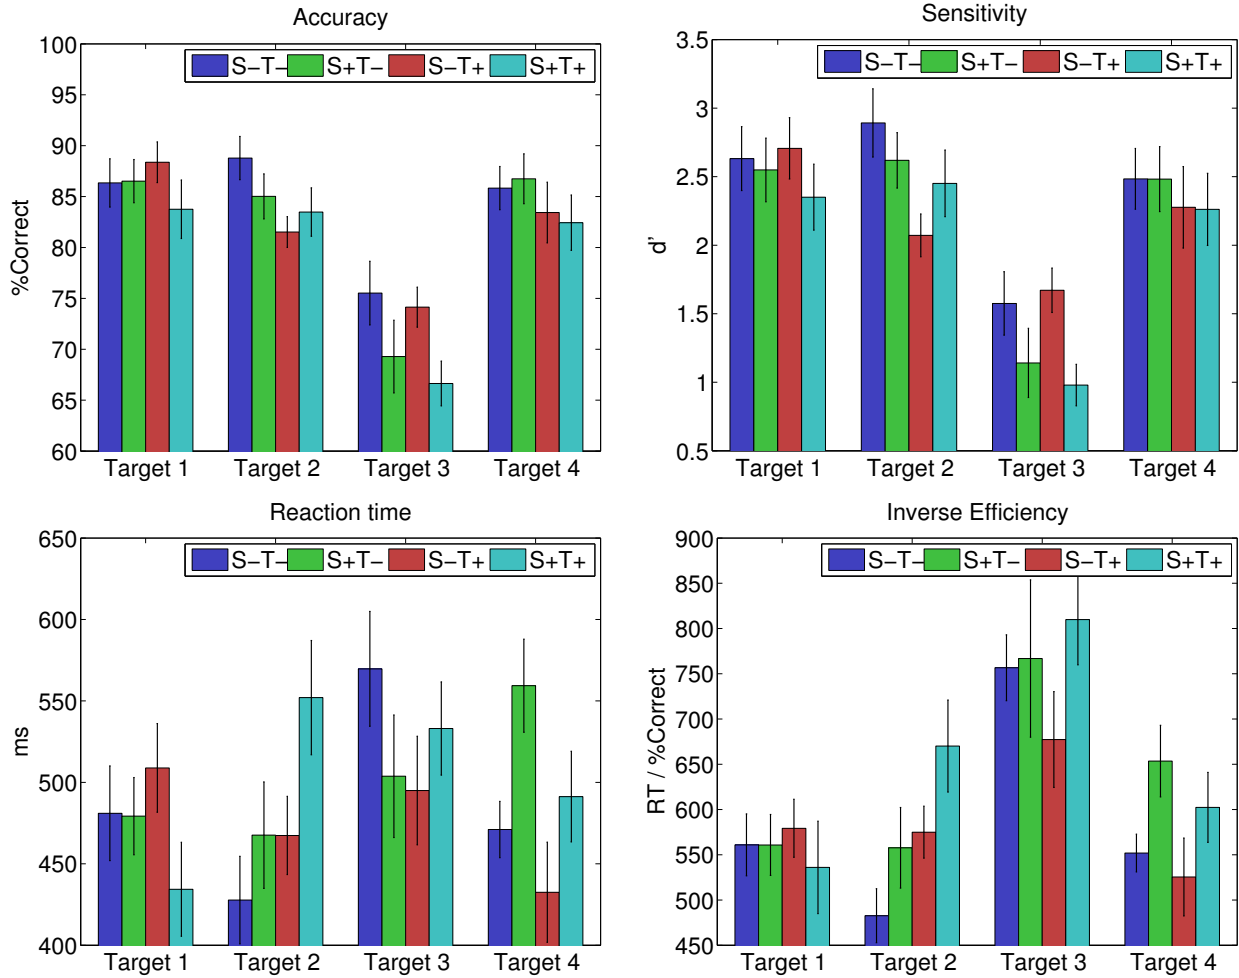 Accuracy
S−T− S+T− S−T+ S+T+
100
95
90
85
80
75
70
65
60
%Correct
Target 1 Target 2 Target 3 Target 4
Sensitivity
S−T− S+T− S−T+ S+T+
3.5
3
2.5
2
1.5
1
0.5
d'
Target 1 Target 2 Target 3 Target 4
Reaction time
S−T− S+T− S−T+ S+T+
650
600
550
500
450
400
ms
Target 1 Target 2 Target 3 Target 4
Inverse Efficiency
S−T− S+T− S−T+ S+T+
900
850
800
750
700
650
600
550
500
450
RT / %Correct
Target 1 Target 2 Target 3 Target 4